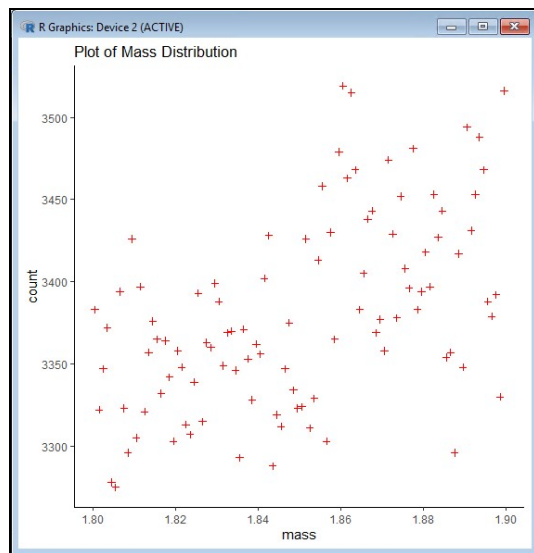 R Graphics: Device 2 (ACTIVE)
Plot of Mass Distribution
3500
3450
3400
3350
3300
count
1.80 1.82 1.84 1.86 1.88 1.90
mass